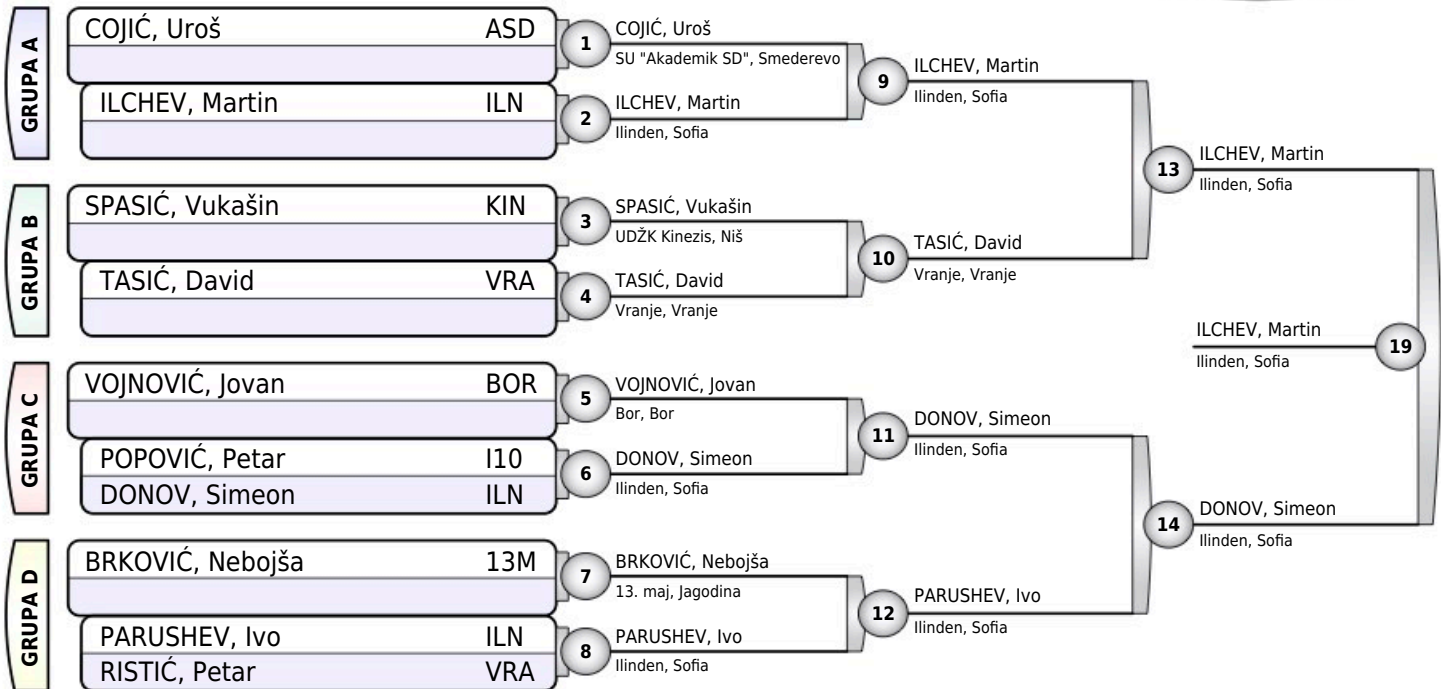 GRUPA A
COJIĆ, Uroš ASD
ILCHEV, Martin ILN
1
COJIĆ, Uroš
SU "Akademik SD", Smederevo
2
ILCHEV, Martin
Ilinden, Sofia
9
ILCHEV, Martin
Ilinden, Sofia
GRUPA B
SPASIĆ, Vukašin KIN
TASIĆ, David VRA
3
SPASIĆ, Vukašin
UDŽK Kinezis, Niš
4
TASIĆ, David
Vranje, Vranje
10
TASIĆ, David
Vranje, Vranje
13
ILCHEV, Martin
Ilinden, Sofia
GRUPA C
VOJNOVIĆ, Jovan BOR
POPOVIĆ, Petar I10
DONOV, Simeon ILN
5
VOJNOVIĆ, Jovan
Bor, Bor
6
DONOV, Simeon
Ilinden, Sofia
11
DONOV, Simeon
Ilinden, Sofia
GRUPA D
BRKOVIĆ, Nebojša 13M
PARUSHEV, Ivo ILN
RISTIĆ, Petar VRA
7
BRKOVIĆ, Nebojša
13. maj, Jagodina
8
PARUSHEV, Ivo
Ilinden, Sofia
12
PARUSHEV, Ivo
Ilinden, Sofia
14
DONOV, Simeon
Ilinden, Sofia
ILCHEV, Martin
Ilinden, Sofia
19